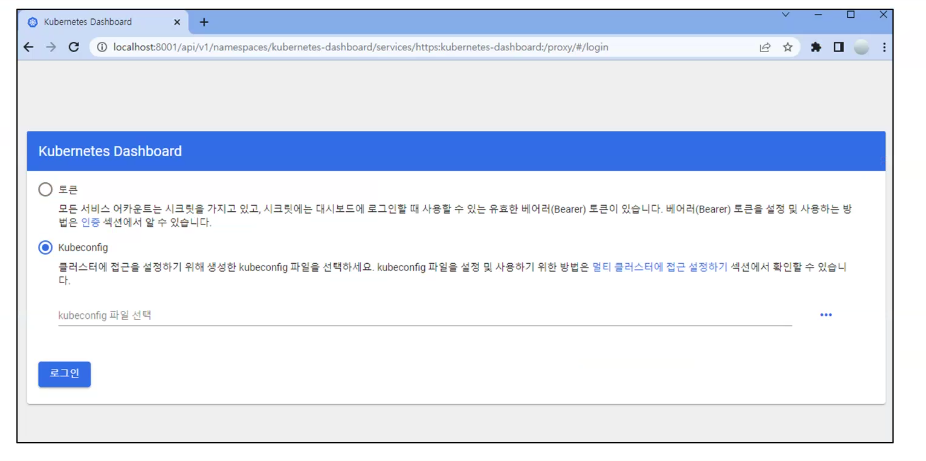 Kubernetes Dashboard
localhost:8001/api/v1/namespaces/kubernetes-dashboard/services/https:kubernetes-dashboard:/proxy/#/login
Kubernetes Dashboard
토큰
모든 서비스 어카운트는 시크릿을 가지고 있고, 시크릿에는 대시보드에 로그인할 때 사용할 수 있는 유효한 베어러(Bearer) 토큰이 있습니다. 베어러(Bearer) 토큰을 설정 및 사용하는 방
법은 인증 섹션에서 알 수 있습니다.
Kubeconfig
클러스터에 접근을 설정하기 위해 생성한 kubeconfig 파일을 선택하세요. kubeconfig 파일을 설정 및 사용하기 위한 방법은 멀티 클러스터에 접근 설정하기 섹션에서 확인할 수 있습니
다.
kubeconfig 파일 선택
로그인